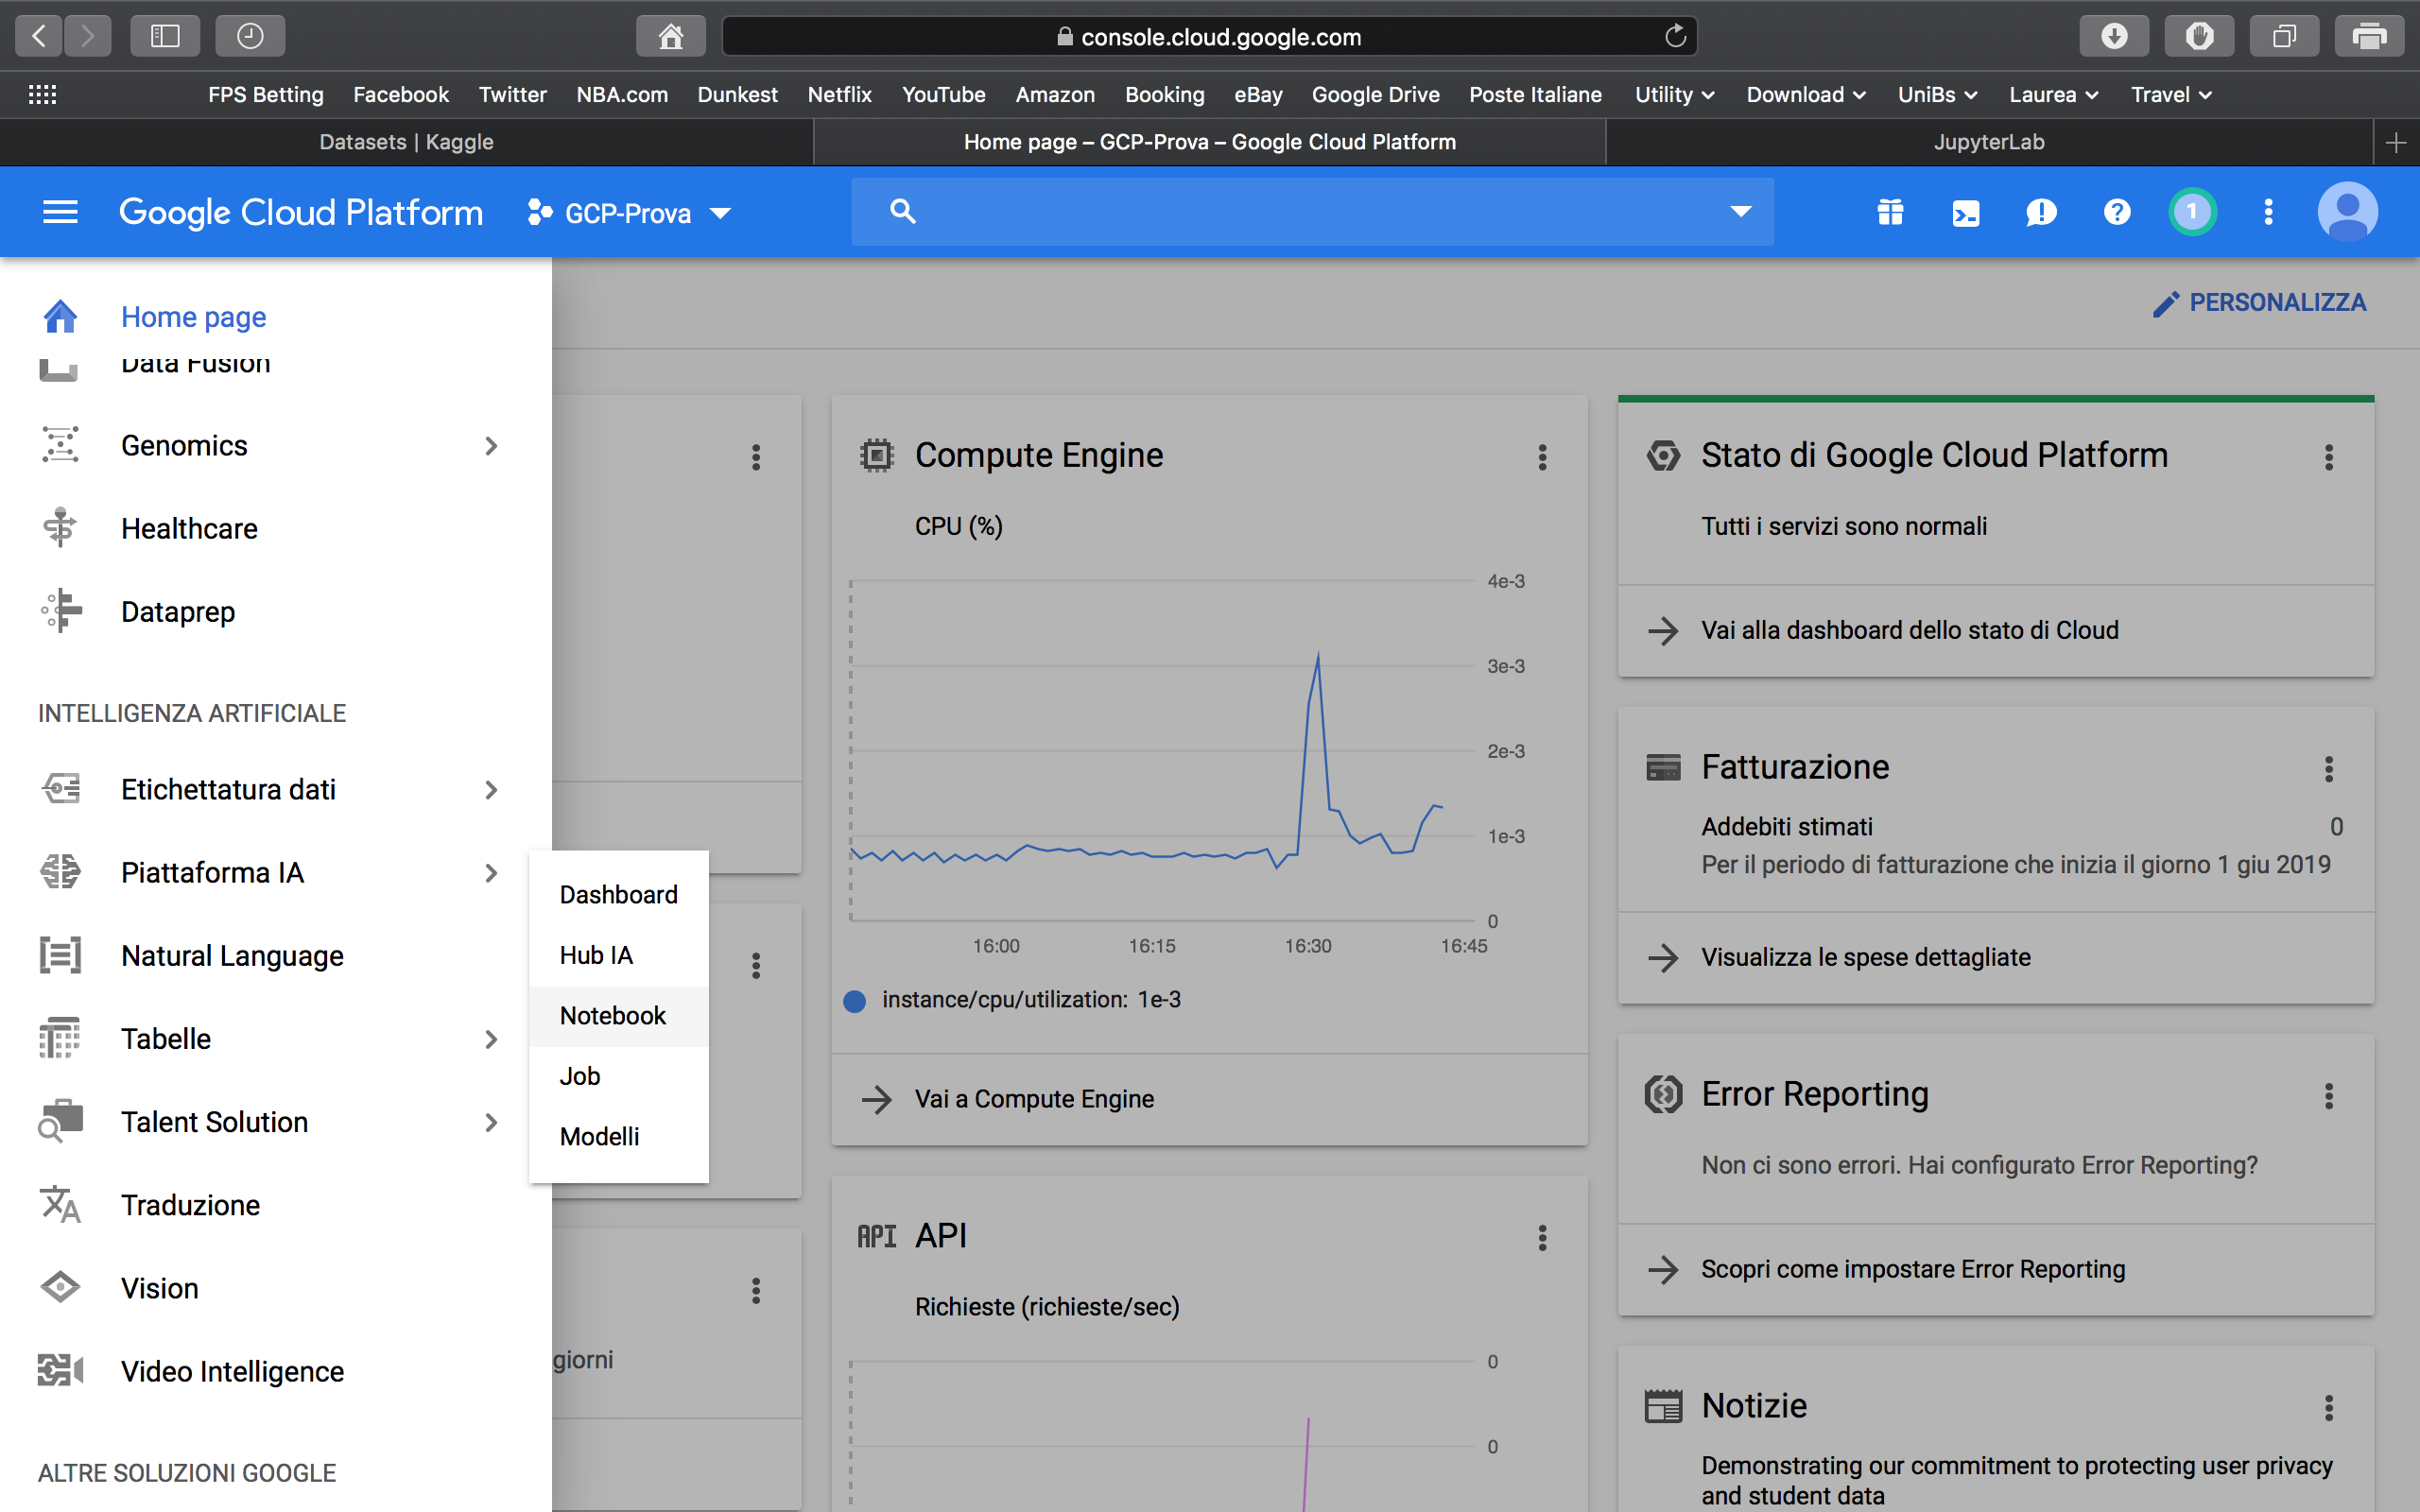 console.cloud.google.com
FPS Betting Facebook Twitter NBA.com Dunkest Netflix YouTube Amazon Booking eBay Google Drive Poste Italiane Utility Download UniBs Laurea Travel
Datasets | Kaggle
Home page – GCP-Prova – Google Cloud Platform
JupyterLab
Google Cloud Platform
GCP-Prova
1
Home page
Data Fusion
Genomics
Healthcare
Dataprep
INTELLIGENZA ARTIFICIALE
Etichettatura dati
Piattaforma IA
Natural Language
Tabelle
Talent Solution
Traduzione
Vision
Video Intelligence
ALTRE SOLUZIONI GOOGLE
Dashboard
Hub IA
Notebook
Job
Modelli
giorni
PERSONALIZZA
Compute Engine
CPU (%)
4e-3
3e-3
2e-3
1e-3
0
16:00 16:15 16:30 16:45
instance/cpu/utilization: 1e-3
Vai a Compute Engine
API API
Richieste (richieste/sec)
0
0
Stato di Google Cloud Platform
Tutti i servizi sono normali
Vai alla dashboard dello stato di Cloud
Fatturazione
Addebiti stimati 0
Per il periodo di fatturazione che inizia il giorno 1 giu 2019
Visualizza le spese dettagliate
Error Reporting
Non ci sono errori. Hai configurato Error Reporting?
Scopri come impostare Error Reporting
Notizie
Demonstrating our commitment to protecting user privacy
and student data